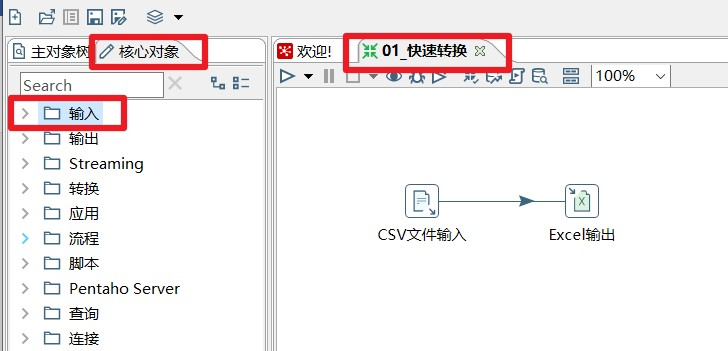 主对象树 核心对象
欢迎! 01_快速转换
Search
100%
输入
输出
Streaming
转换
应用
流程
脚本
Pentaho Server
查询
连接
CSV文件输入 Excel输出